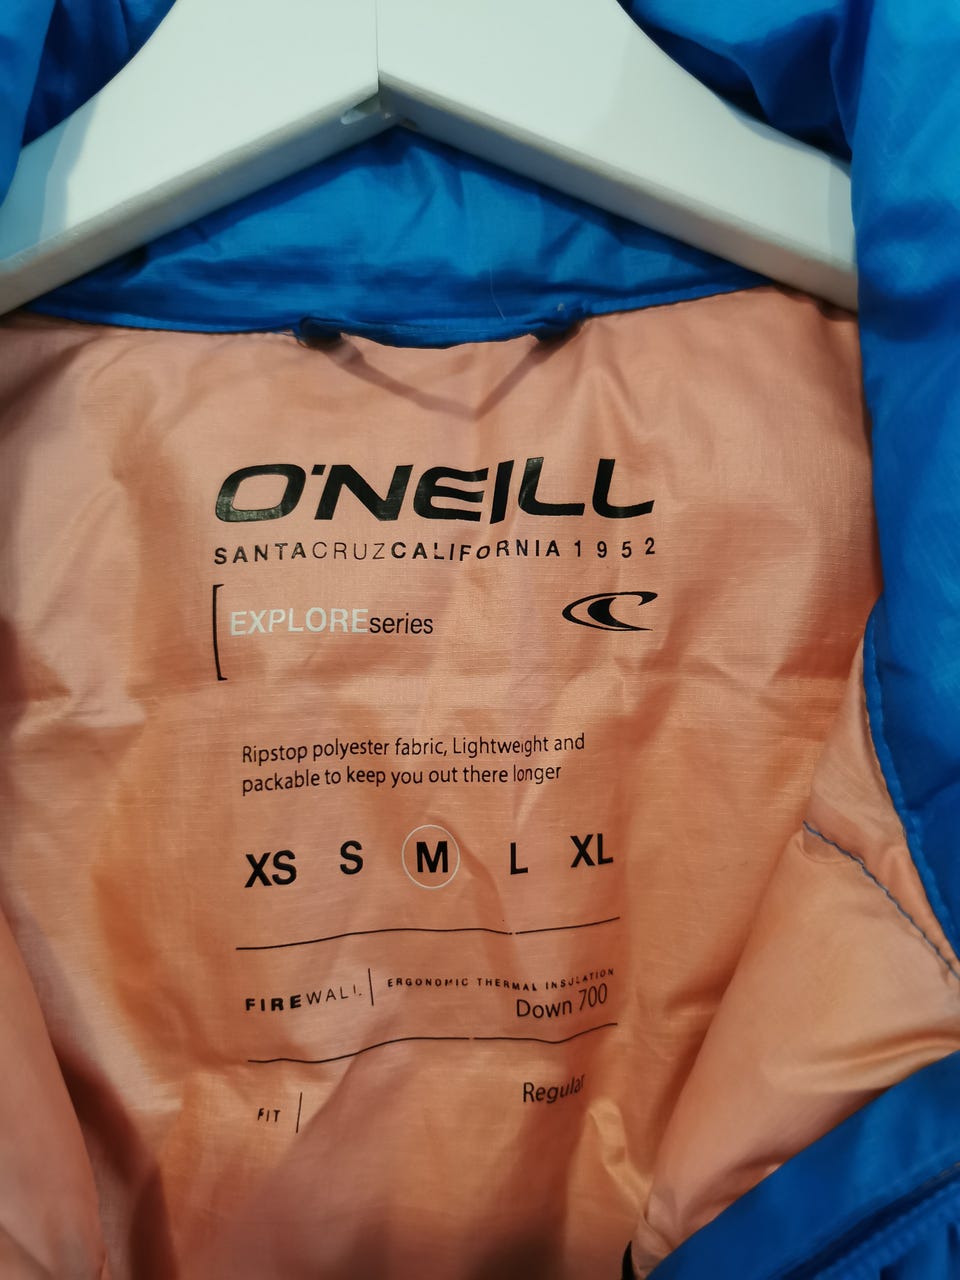 O'NEILL
SANTACRUZCALIFORNIA 1952
EXPLOREseries
Ripstop polyester fabric, Lightweight and
packable to keep you out there longer
XS S M L XL
FIREWALL | ERGONOMIC THERMAL INSULATION
Down 700
FIT | Regular